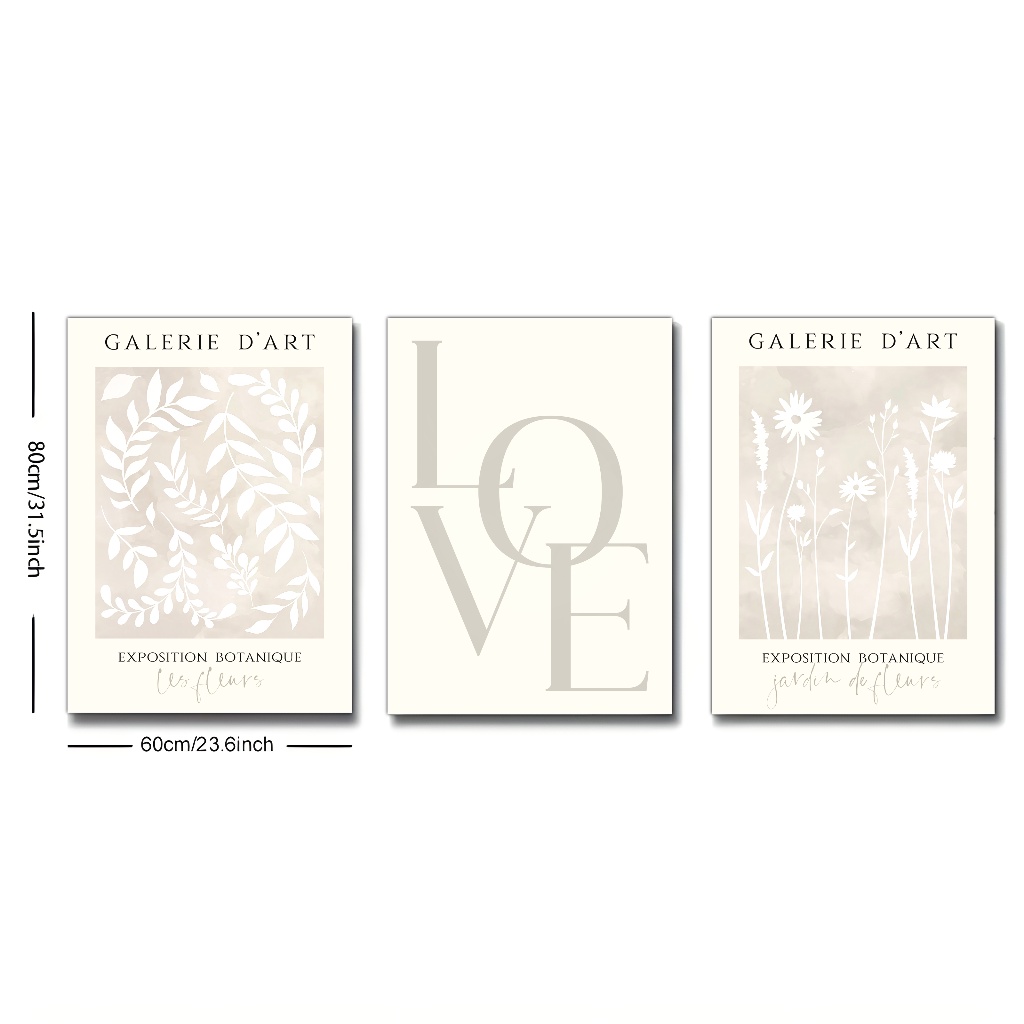 80cm/31.5inch
GALERIE D'ART
EXPOSITION BOTANIQUE
les fleurs
60cm/23.6inch
LOVE
GALERIE D'ART
EXPOSITION BOTANIQUE
jardin de fleurs